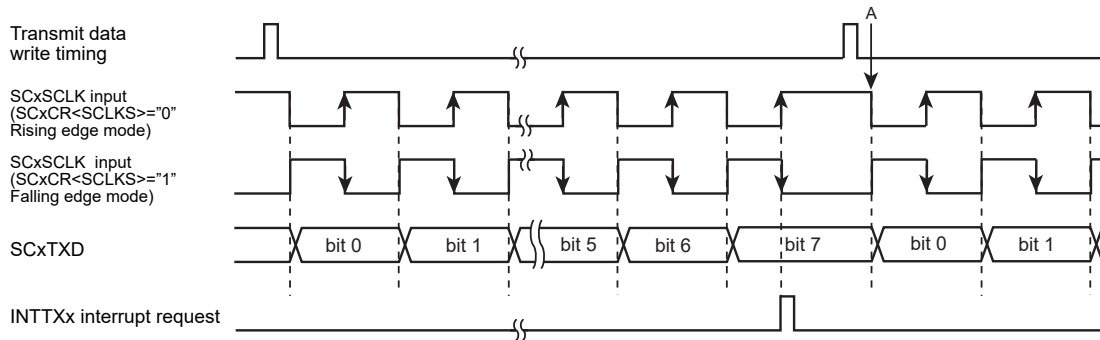 A
Transmit data
write timing
SCxSCLK input
(SCxCR<SCLKS>=”0”
Rising edge mode)
SCxSCLK  input
(SCxCR<SCLKS>=”1”
Falling edge mode)
SCxTXD
bit 0 bit 1 bit 5 bit 6 bit 7 bit 0 bit 1
INTTXx interrupt request